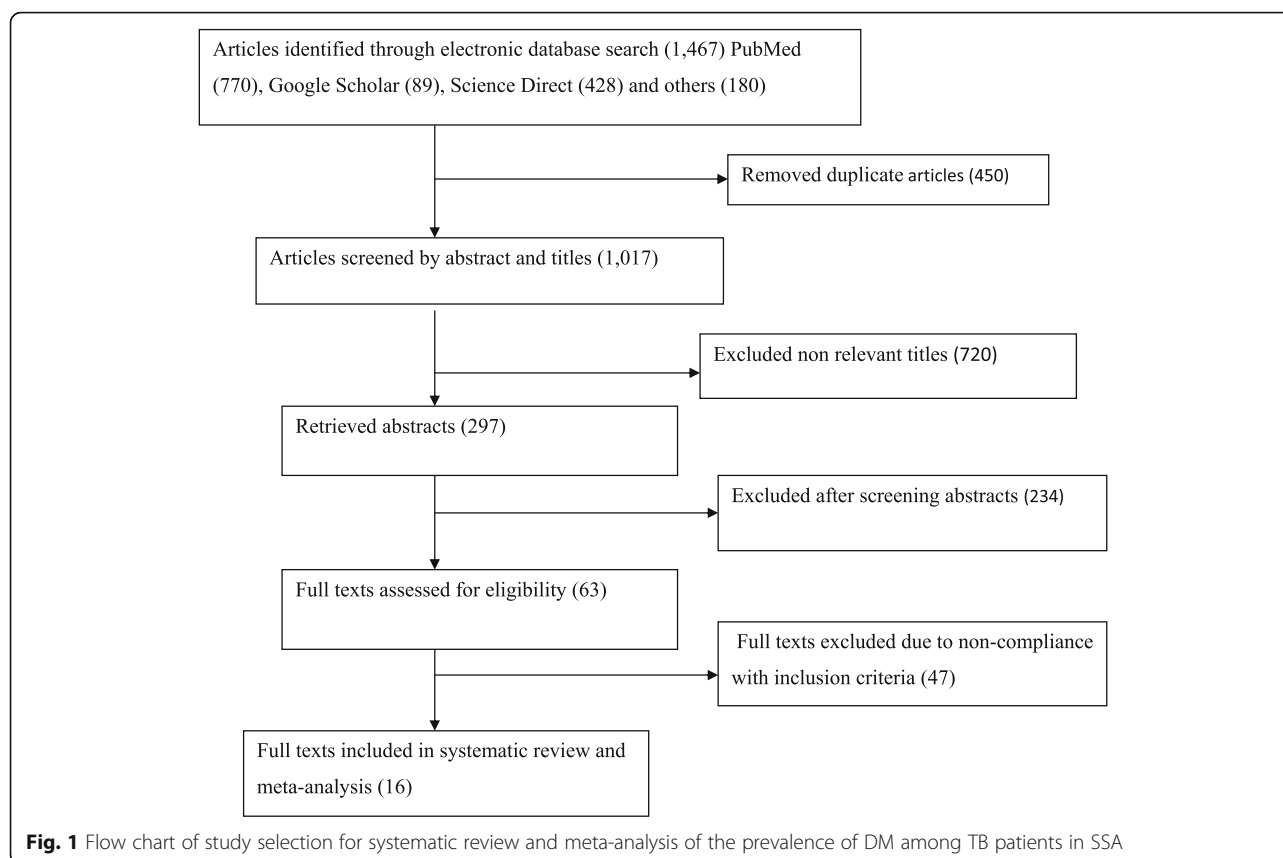 Articles identified through electronic database search (1,467) PubMed
(770), Google Scholar (89), Science Direct (428) and others (180)
Removed duplicate articles (450)
Articles screened by abstract and titles (1,017)
Excluded non relevant titles (720)
Retrieved abstracts (297)
Excluded after screening abstracts (234)
Full texts assessed for eligibility (63)
Full texts excluded due to non-compliance
with inclusion criteria (47)
Full texts included in systematic review and
meta-analysis (16)
Fig. 1 Flow chart of study selection for systematic review and meta-analysis of the prevalence of DM among TB patients in SSA